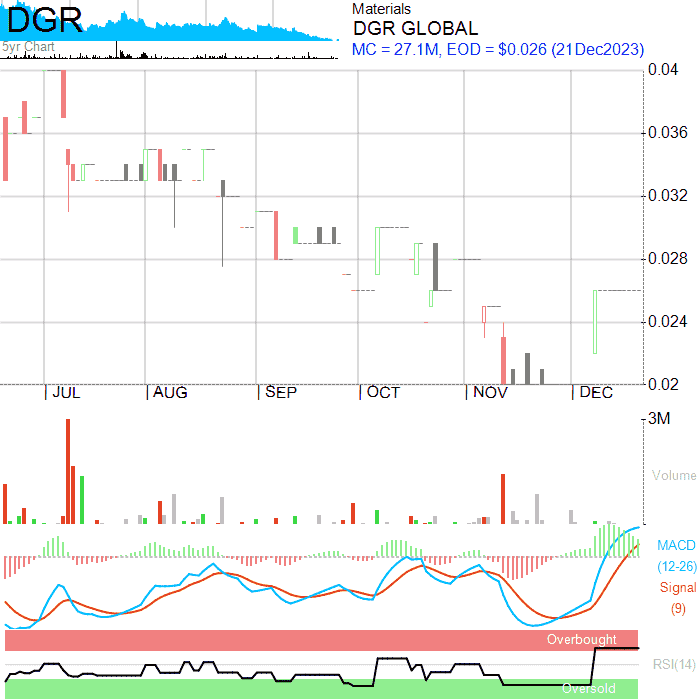 DGR
5yr Chart
Materials
DGR GLOBAL
MC = 27.1M, EOD = $0.026 (21Dec2023)
0.04
0.036
0.032
0.028
0.024
0.02
JUL AUG SEP OCT NOV DEC
3M
Volume
MACD
(12-26)
Signal
(9)
Overbought
RSI(14)
Oversold